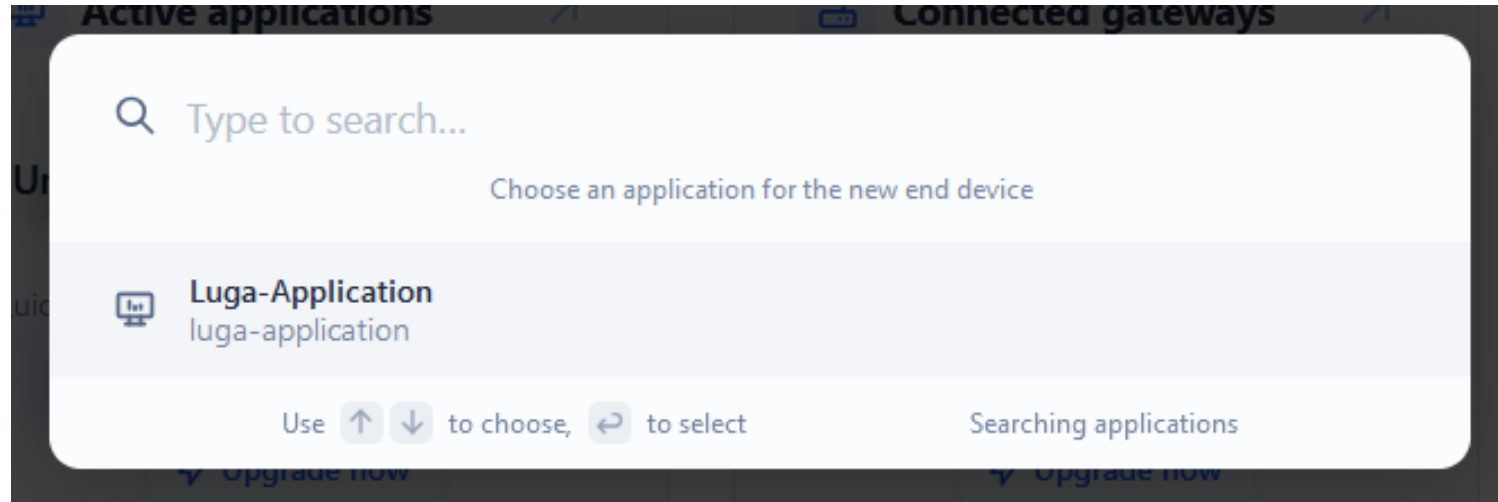 Active applications
Connected gateways
Type to search...
Choose an application for the new end device
Luga-Application
luga-application
Use ↑ ↓ to choose, ↵ to select
Searching applications
Upgrade now
Upgrade now